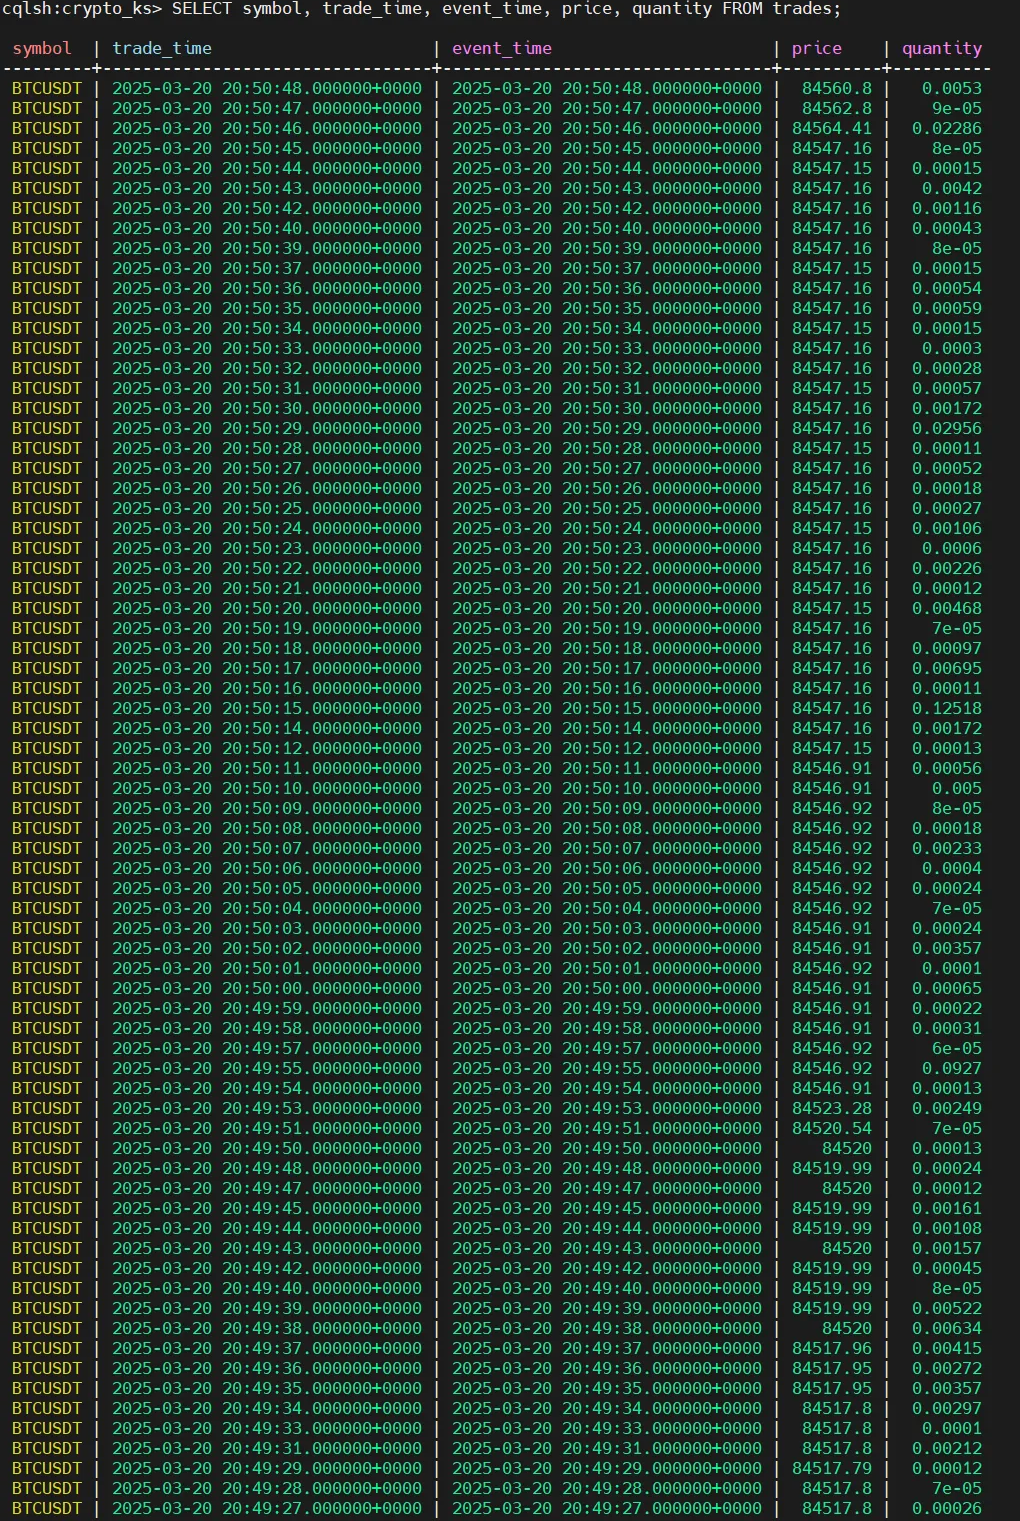 cqlsh:crypto_ks> SELECT symbol, trade_time, event_time, price, quantity FROM trades;
symbol | trade_time | event_time | price | quantity
---------+---------------------------------+---------------------------------+----------+----------
BTCUSDT | 2025-03-20 20:50:48.000000+0000 | 2025-03-20 20:50:48.000000+0000 | 84560.8 | 0.0053
BTCUSDT | 2025-03-20 20:50:47.000000+0000 | 2025-03-20 20:50:47.000000+0000 | 84562.8 | 9e-05
BTCUSDT | 2025-03-20 20:50:46.000000+0000 | 2025-03-20 20:50:46.000000+0000 | 84564.41 | 0.02286
BTCUSDT | 2025-03-20 20:50:45.000000+0000 | 2025-03-20 20:50:45.000000+0000 | 84547.16 | 8e-05
BTCUSDT | 2025-03-20 20:50:44.000000+0000 | 2025-03-20 20:50:44.000000+0000 | 84547.15 | 0.00015
BTCUSDT | 2025-03-20 20:50:43.000000+0000 | 2025-03-20 20:50:43.000000+0000 | 84547.16 | 0.0042
BTCUSDT | 2025-03-20 20:50:42.000000+0000 | 2025-03-20 20:50:42.000000+0000 | 84547.16 | 0.00116
BTCUSDT | 2025-03-20 20:50:40.000000+0000 | 2025-03-20 20:50:40.000000+0000 | 84547.16 | 0.00043
BTCUSDT | 2025-03-20 20:50:39.000000+0000 | 2025-03-20 20:50:39.000000+0000 | 84547.16 | 8e-05
BTCUSDT | 2025-03-20 20:50:37.000000+0000 | 2025-03-20 20:50:37.000000+0000 | 84547.15 | 0.00015
BTCUSDT | 2025-03-20 20:50:36.000000+0000 | 2025-03-20 20:50:36.000000+0000 | 84547.16 | 0.00054
BTCUSDT | 2025-03-20 20:50:35.000000+0000 | 2025-03-20 20:50:35.000000+0000 | 84547.16 | 0.00059
BTCUSDT | 2025-03-20 20:50:34.000000+0000 | 2025-03-20 20:50:34.000000+0000 | 84547.15 | 0.00015
BTCUSDT | 2025-03-20 20:50:33.000000+0000 | 2025-03-20 20:50:33.000000+0000 | 84547.16 | 0.0003
BTCUSDT | 2025-03-20 20:50:32.000000+0000 | 2025-03-20 20:50:32.000000+0000 | 84547.16 | 0.00028
BTCUSDT | 2025-03-20 20:50:31.000000+0000 | 2025-03-20 20:50:31.000000+0000 | 84547.15 | 0.00057
BTCUSDT | 2025-03-20 20:50:30.000000+0000 | 2025-03-20 20:50:30.000000+0000 | 84547.16 | 0.00172
BTCUSDT | 2025-03-20 20:50:29.000000+0000 | 2025-03-20 20:50:29.000000+0000 | 84547.16 | 0.02956
BTCUSDT | 2025-03-20 20:50:28.000000+0000 | 2025-03-20 20:50:28.000000+0000 | 84547.15 | 0.00011
BTCUSDT | 2025-03-20 20:50:27.000000+0000 | 2025-03-20 20:50:27.000000+0000 | 84547.16 | 0.00052
BTCUSDT | 2025-03-20 20:50:26.000000+0000 | 2025-03-20 20:50:26.000000+0000 | 84547.16 | 0.00018
BTCUSDT | 2025-03-20 20:50:25.000000+0000 | 2025-03-20 20:50:25.000000+0000 | 84547.16 | 0.00027
BTCUSDT | 2025-03-20 20:50:24.000000+0000 | 2025-03-20 20:50:24.000000+0000 | 84547.15 | 0.00106
BTCUSDT | 2025-03-20 20:50:23.000000+0000 | 2025-03-20 20:50:23.000000+0000 | 84547.16 | 0.0006
BTCUSDT | 2025-03-20 20:50:22.000000+0000 | 2025-03-20 20:50:22.000000+0000 | 84547.16 | 0.00226
BTCUSDT | 2025-03-20 20:50:21.000000+0000 | 2025-03-20 20:50:21.000000+0000 | 84547.16 | 0.00012
BTCUSDT | 2025-03-20 20:50:20.000000+0000 | 2025-03-20 20:50:20.000000+0000 | 84547.15 | 0.00468
BTCUSDT | 2025-03-20 20:50:19.000000+0000 | 2025-03-20 20:50:19.000000+0000 | 84547.16 | 7e-05
BTCUSDT | 2025-03-20 20:50:18.000000+0000 | 2025-03-20 20:50:18.000000+0000 | 84547.16 | 0.00097
BTCUSDT | 2025-03-20 20:50:17.000000+0000 | 2025-03-20 20:50:17.000000+0000 | 84547.16 | 0.00695
BTCUSDT | 2025-03-20 20:50:16.000000+0000 | 2025-03-20 20:50:16.000000+0000 | 84547.16 | 0.00011
BTCUSDT | 2025-03-20 20:50:15.000000+0000 | 2025-03-20 20:50:15.000000+0000 | 84547.16 | 0.12518
BTCUSDT | 2025-03-20 20:50:14.000000+0000 | 2025-03-20 20:50:14.000000+0000 | 84547.16 | 0.00172
BTCUSDT | 2025-03-20 20:50:12.000000+0000 | 2025-03-20 20:50:12.000000+0000 | 84547.15 | 0.00013
BTCUSDT | 2025-03-20 20:50:11.000000+0000 | 2025-03-20 20:50:11.000000+0000 | 84546.91 | 0.00056
BTCUSDT | 2025-03-20 20:50:10.000000+0000 | 2025-03-20 20:50:10.000000+0000 | 84546.91 | 0.005
BTCUSDT | 2025-03-20 20:50:09.000000+0000 | 2025-03-20 20:50:09.000000+0000 | 84546.92 | 8e-05
BTCUSDT | 2025-03-20 20:50:08.000000+0000 | 2025-03-20 20:50:08.000000+0000 | 84546.92 | 0.00018
BTCUSDT | 2025-03-20 20:50:07.000000+0000 | 2025-03-20 20:50:07.000000+0000 | 84546.92 | 0.00233
BTCUSDT | 2025-03-20 20:50:06.000000+0000 | 2025-03-20 20:50:06.000000+0000 | 84546.92 | 0.0004
BTCUSDT | 2025-03-20 20:50:05.000000+0000 | 2025-03-20 20:50:05.000000+0000 | 84546.92 | 0.00024
BTCUSDT | 2025-03-20 20:50:04.000000+0000 | 2025-03-20 20:50:04.000000+0000 | 84546.92 | 7e-05
BTCUSDT | 2025-03-20 20:50:03.000000+0000 | 2025-03-20 20:50:03.000000+0000 | 84546.91 | 0.00024
BTCUSDT | 2025-03-20 20:50:02.000000+0000 | 2025-03-20 20:50:02.000000+0000 | 84546.91 | 0.00357
BTCUSDT | 2025-03-20 20:50:01.000000+0000 | 2025-03-20 20:50:01.000000+0000 | 84546.92 | 0.0001
BTCUSDT | 2025-03-20 20:50:00.000000+0000 | 2025-03-20 20:50:00.000000+0000 | 84546.91 | 0.00065
BTCUSDT | 2025-03-20 20:49:59.000000+0000 | 2025-03-20 20:49:59.000000+0000 | 84546.91 | 0.00022
BTCUSDT | 2025-03-20 20:49:58.000000+0000 | 2025-03-20 20:49:58.000000+0000 | 84546.91 | 0.00031
BTCUSDT | 2025-03-20 20:49:57.000000+0000 | 2025-03-20 20:49:57.000000+0000 | 84546.92 | 6e-05
BTCUSDT | 2025-03-20 20:49:55.000000+0000 | 2025-03-20 20:49:55.000000+0000 | 84546.92 | 0.0927
BTCUSDT | 2025-03-20 20:49:54.000000+0000 | 2025-03-20 20:49:54.000000+0000 | 84546.91 | 0.00013
BTCUSDT | 2025-03-20 20:49:53.000000+0000 | 2025-03-20 20:49:53.000000+0000 | 84523.28 | 0.00249
BTCUSDT | 2025-03-20 20:49:51.000000+0000 | 2025-03-20 20:49:51.000000+0000 | 84520.54 | 7e-05
BTCUSDT | 2025-03-20 20:49:50.000000+0000 | 2025-03-20 20:49:50.000000+0000 | 84520 | 0.00013
BTCUSDT | 2025-03-20 20:49:48.000000+0000 | 2025-03-20 20:49:48.000000+0000 | 84519.99 | 0.00024
BTCUSDT | 2025-03-20 20:49:47.000000+0000 | 2025-03-20 20:49:47.000000+0000 | 84520 | 0.00012
BTCUSDT | 2025-03-20 20:49:45.000000+0000 | 2025-03-20 20:49:45.000000+0000 | 84519.99 | 0.00161
BTCUSDT | 2025-03-20 20:49:44.000000+0000 | 2025-03-20 20:49:44.000000+0000 | 84519.99 | 0.00108
BTCUSDT | 2025-03-20 20:49:43.000000+0000 | 2025-03-20 20:49:43.000000+0000 | 84520 | 0.00157
BTCUSDT | 2025-03-20 20:49:42.000000+0000 | 2025-03-20 20:49:42.000000+0000 | 84519.99 | 0.00045
BTCUSDT | 2025-03-20 20:49:40.000000+0000 | 2025-03-20 20:49:40.000000+0000 | 84519.99 | 8e-05
BTCUSDT | 2025-03-20 20:49:39.000000+0000 | 2025-03-20 20:49:39.000000+0000 | 84519.99 | 0.00522
BTCUSDT | 2025-03-20 20:49:38.000000+0000 | 2025-03-20 20:49:38.000000+0000 | 84520 | 0.00634
BTCUSDT | 2025-03-20 20:49:37.000000+0000 | 2025-03-20 20:49:37.000000+0000 | 84517.96 | 0.00415
BTCUSDT | 2025-03-20 20:49:36.000000+0000 | 2025-03-20 20:49:36.000000+0000 | 84517.95 | 0.00272
BTCUSDT | 2025-03-20 20:49:35.000000+0000 | 2025-03-20 20:49:35.000000+0000 | 84517.95 | 0.00357
BTCUSDT | 2025-03-20 20:49:34.000000+0000 | 2025-03-20 20:49:34.000000+0000 | 84517.8 | 0.00297
BTCUSDT | 2025-03-20 20:49:33.000000+0000 | 2025-03-20 20:49:33.000000+0000 | 84517.8 | 0.0001
BTCUSDT | 2025-03-20 20:49:31.000000+0000 | 2025-03-20 20:49:31.000000+0000 | 84517.8 | 0.00212
BTCUSDT | 2025-03-20 20:49:29.000000+0000 | 2025-03-20 20:49:29.000000+0000 | 84517.79 | 0.00012
BTCUSDT | 2025-03-20 20:49:28.000000+0000 | 2025-03-20 20:49:28.000000+0000 | 84517.8 | 7e-05
BTCUSDT | 2025-03-20 20:49:27.000000+0000 | 2025-03-20 20:49:27.000000+0000 | 84517.8 | 0.00026